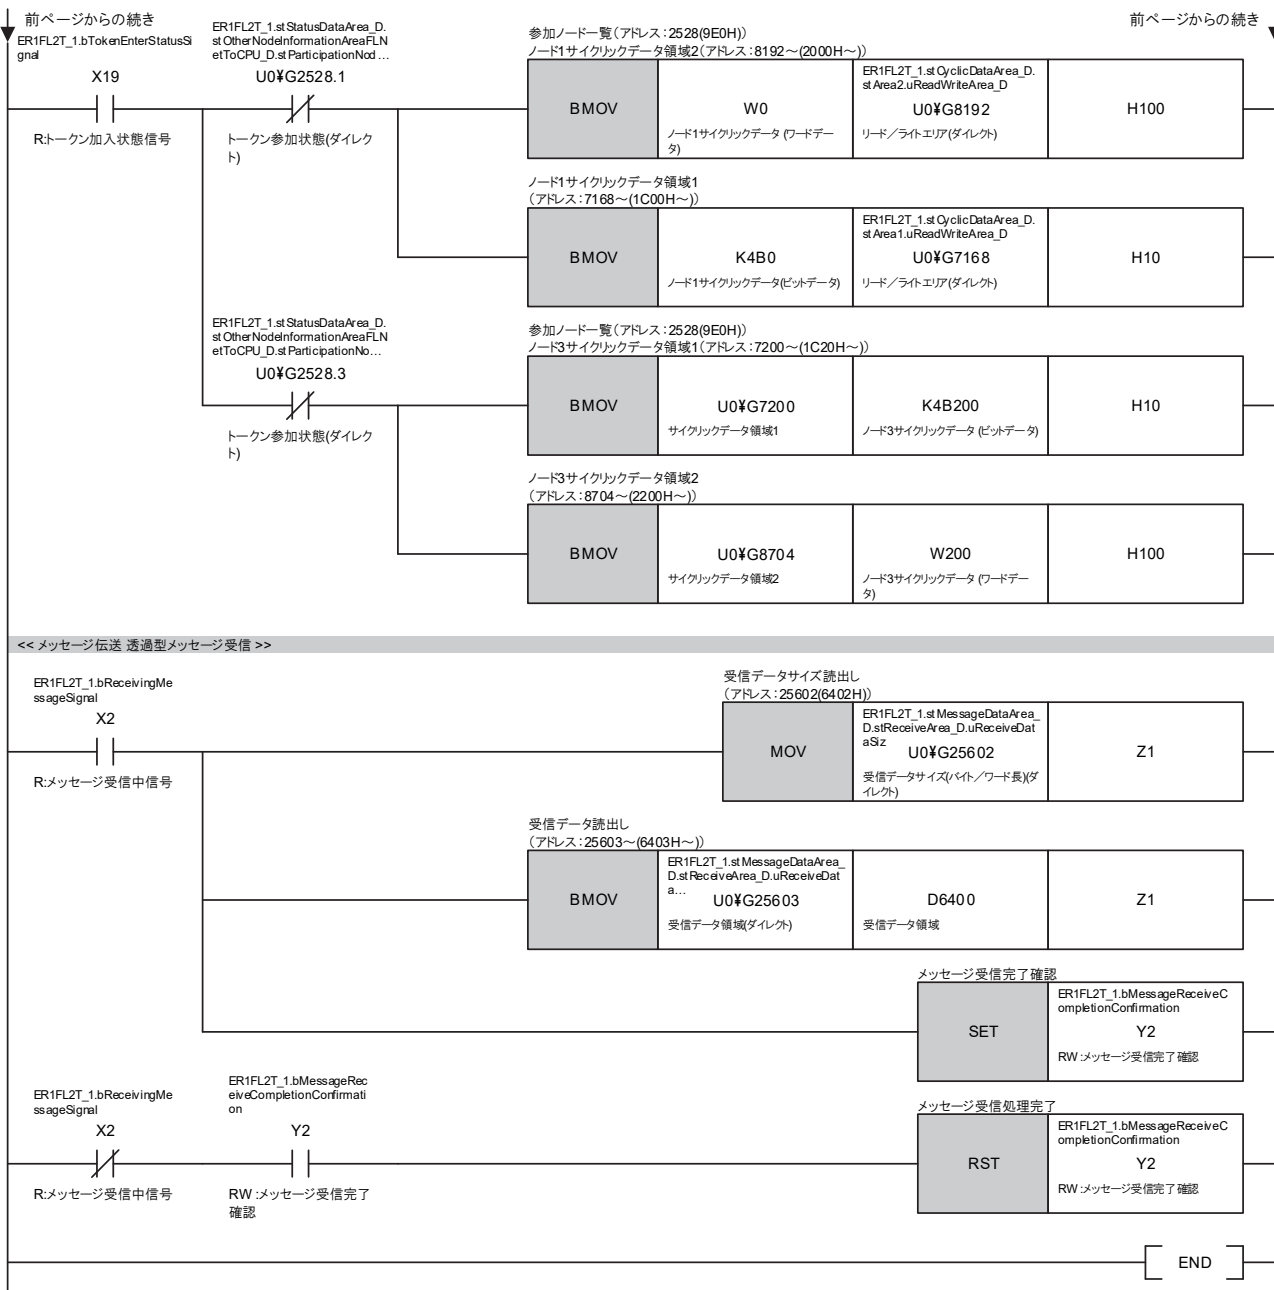 前ページからの続き
前ページからの続き
ER1FL2T_1.bTokenEnterStatusSi
gnal
X19
R:トークン加入状態信号
ER1FL2T_1.stStatusDataArea_D.
stOtherNodeInformationAreaFLN
etToCPU_D.stParticipationNod…
U0¥G2528.1
トークン参加状態(ダイレク
ト)
参加ノード一覧（アドレス：2528(9E0H)）
ノード1サイクリックデータ領域2（アドレス：8192～(2000H～)）
BMOV
W0
ノード1サイクリックデータ (ワードデー
タ)
ER1FL2T_1.stCyclicDataArea_D.
stArea2.uReadWriteArea_D
U0¥G8192
リード／ライトエリア(ダイレクト)
H100
ノード1サイクリックデータ領域1
（アドレス：7168～(1C00H～)）
BMOV
K4B0
ノード1サイクリックデータ(ビットデータ)
ER1FL2T_1.stCyclicDataArea_D.
stArea1.uReadWriteArea_D
U0¥G7168
リード／ライトエリア(ダイレクト)
H10
ER1FL2T_1.stStatusDataArea_D.
stOtherNodeInformationAreaFLN
etToCPU_D.stParticipationNo…
U0¥G2528.3
トークン参加状態(ダイレク
ト)
参加ノード一覧（アドレス：2528(9E0H)）
ノード3サイクリックデータ領域1（アドレス：7200～(1C20H～)）
BMOV
U0¥G7200
サイクリックデータ領域1
K4B200
ノード3サイクリックデータ (ビットデータ)
H10
ノード3サイクリックデータ領域2
（アドレス：8704～(2200H～)）
BMOV
U0¥G8704
サイクリックデータ領域2
W200
ノード3サイクリックデータ (ワードデー
タ)
H100
<< メッセージ伝送 透過型メッセージ受信 >>
ER1FL2T_1.bReceivingMe
ssageSignal
X2
R:メッセージ受信中信号
受信データサイズ読出し
（アドレス：25602(6402H)）
MOV
ER1FL2T_1.stMessageDataArea_
D.stReceiveArea_D.uReceiveDat
aSiz
U0¥G25602
受信データサイズ(バイト／ワード長)(ダ
イレクト)
Z1
受信データ読出し
（アドレス：25603～(6403H～)）
BMOV
ER1FL2T_1.stMessageDataArea_
D.stReceiveArea_D.uReceiveDat
a…
U0¥G25603
受信データ領域(ダイレクト)
D6400
受信データ領域
Z1
メッセージ受信完了確認
SET
ER1FL2T_1.bMessageReceiveC
ompletionConfirmation
Y2
RW:メッセージ受信完了確認
ER1FL2T_1.bReceivingMe
ssageSignal
X2
R:メッセージ受信中信号
ER1FL2T_1.bMessageRec
eiveCompletionConfirmati
on
Y2
RW:メッセージ受信完了
確認
メッセージ受信処理完了
RST
ER1FL2T_1.bMessageReceiveC
ompletionConfirmation
Y2
RW:メッセージ受信完了確認
END